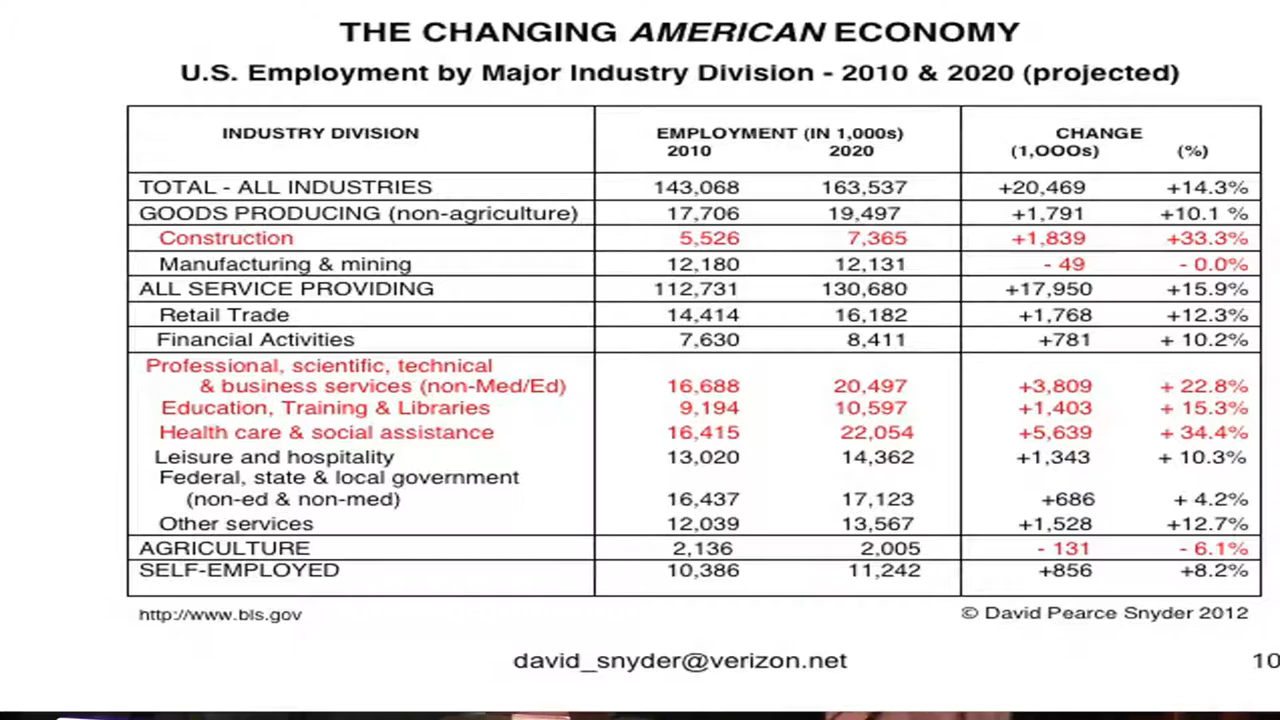 THE CHANGING AMERICAN ECONOMY
U.S. Employment by Major Industry Division - 2010 & 2020 (projected)
INDUSTRY DIVISION EMPLOYMENT (IN 1,000s) CHANGE
2010 2020 (1,OOOs) (%)
TOTAL - ALL INDUSTRIES 143,068 163,537 +20,469 +14.3%
GOODS PRODUCING (non-agriculture) 17,706 19,497 +1,791 +10.1 %
Construction 5,526 7,365 +1,839 +33.3%
Manufacturing & mining 12,180 12,131 - 49 - 0.0%
ALL SERVICE PROVIDING 112,731 130,680 +17,950 +15.9%
Retail Trade 14,414 16,182 +1,768 +12.3%
Financial Activities 7,630 8,411 +781 + 10.2%
Professional, scientific, technical
& business services (non-Med/Ed) 16,688 20,497 +3,809 + 22.8%
Education, Training & Libraries 9,194 10,597 +1,403 + 15.3%
Health care & social assistance 16,415 22,054 +5,639 + 34.4%
Leisure and hospitality 13,020 14,362 +1,343 + 10.3%
Federal, state & local government
(non-ed & non-med) 16,437 17,123 +686 + 4.2%
Other services 12,039 13,567 +1,528 +12.7%
AGRICULTURE 2,136 2,005 - 131 - 6.1%
SELF-EMPLOYED 10,386 11,242 +856 +8.2%
http://www.bls.gov © David Pearce Snyder 2012
david_snyder@verizon.net 10